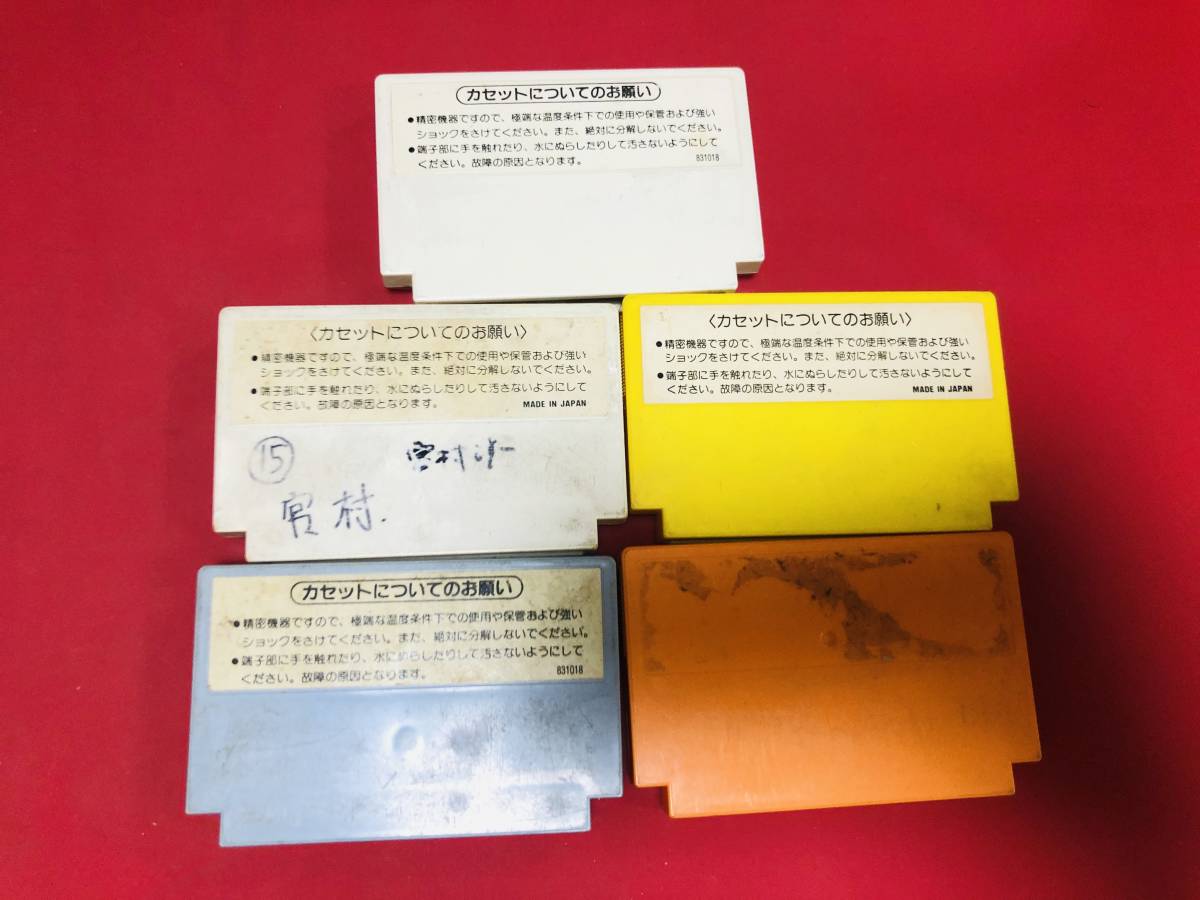 カセットについてのお願い
●精密機器ですので、極端な温度条件下での使用や保管および強い
ショックをさけてください。また、絶対に分解しないでください。
●端子部に手を触れたり、水にぬらしたりして汚さないようにして
ください。故障の原因となります。 831018
〈カセットについてのお願い〉
●精密機器ですので、極端な温度条件下での使用や保管および強い
ショックをさけてください。また、絶対に分解しないでください。
●端子部に手を触れたり、水にぬらしたりして汚さないようにして
ください。故障の原因となります。 MADE IN JAPAN
⑮
宮村
宮村.
〈カセットについてのお願い〉
●精密機器ですので、極端な温度条件下での使用や保管および強い
ショックをさけてください。また、絶対に分解しないでください。
●端子部に手を触れたり、水にぬらしたりして汚さないようにして
ください。故障の原因となります。 MADE IN JAPAN
カセットについてのお願い
●精密機器ですので、極端な温度条件下での使用や保管および強い
ショックをさけてください。また、絶対に分解しないでください。
●端子部に手を触れたり、水にぬらしたりして汚さないようにして
ください。故障の原因となります。 831018